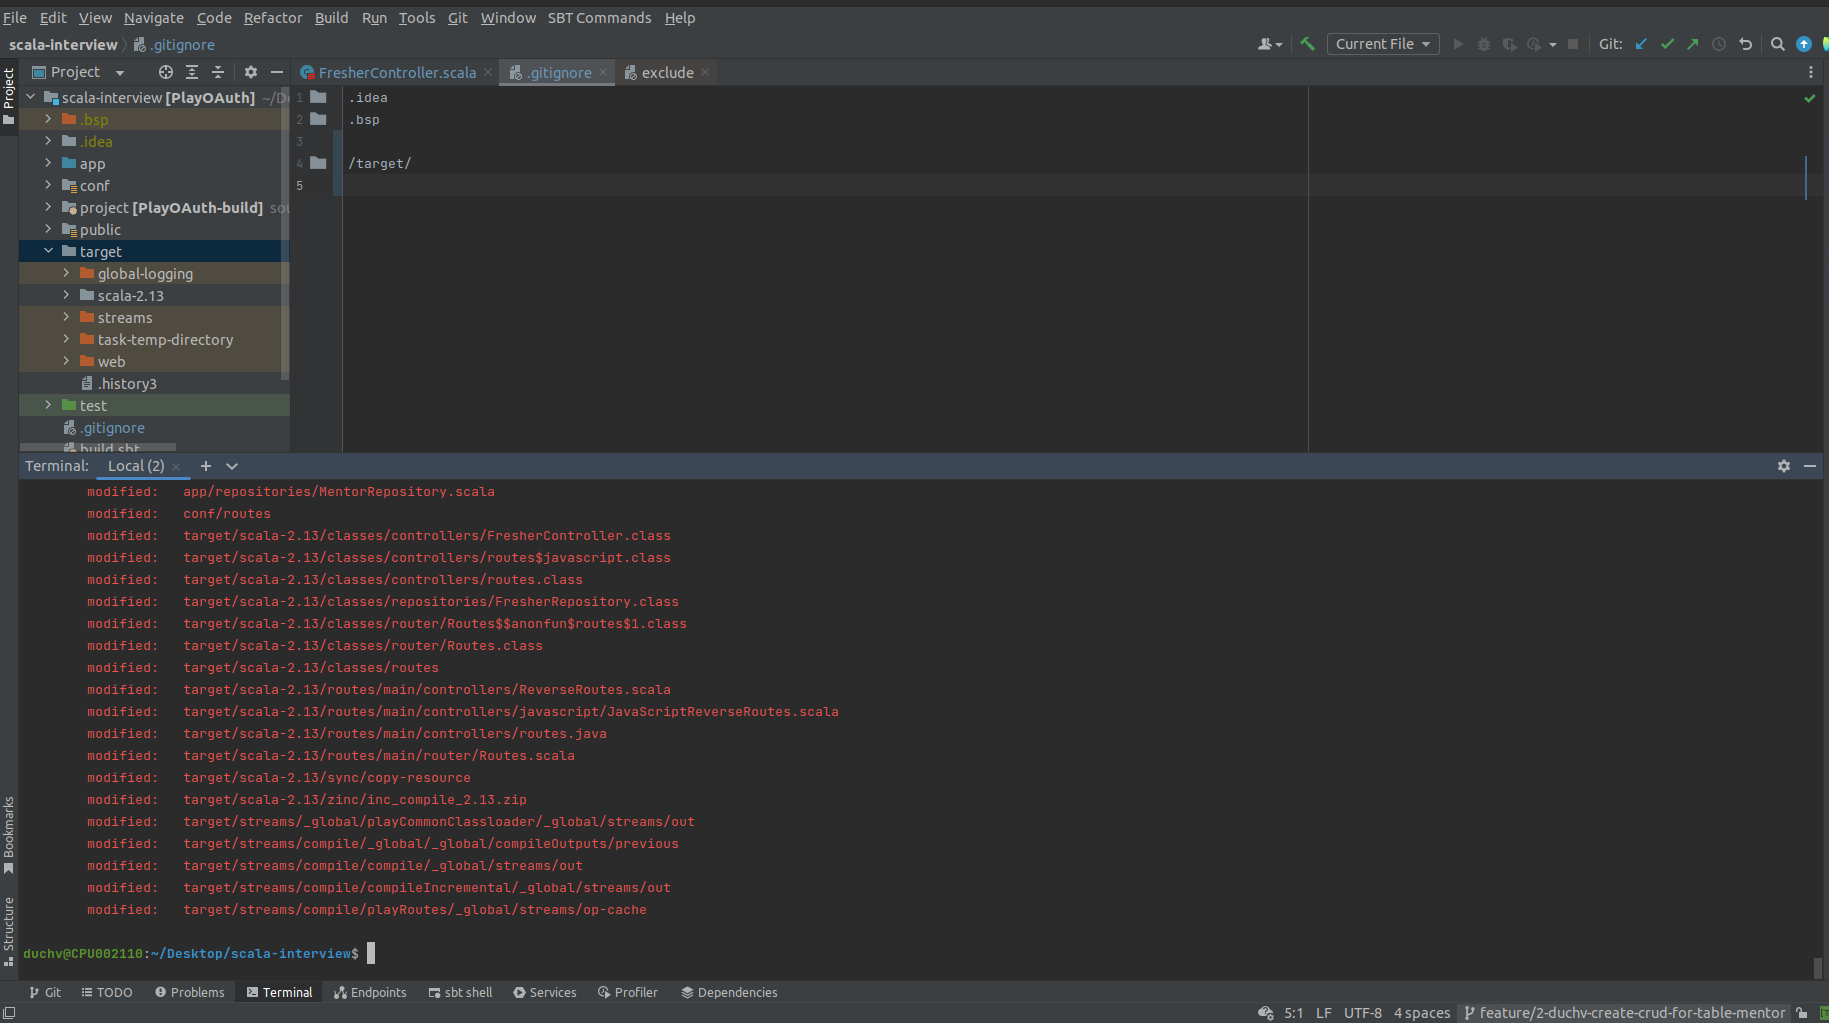 File Edit View Navigate Code Refactor Build Run Tools Git Window SBT Commands Help
scala-interview .gitignore Current File Git:
Project FresherController.scala .gitignore exclude
Project
scala-interview [PlayOAuth] ~/De
.bsp
.idea
app
conf
project [PlayOAuth-build] sou
public
target
global-logging
scala-2.13
streams
task-temp-directory
web
.history3
test
.gitignore
build.sbt
1 .idea
2 .bsp
3
4 /target/
5
Terminal: Local (2)
modified: app/repositories/MentorRepository.scala
modified: conf/routes
modified: target/scala-2.13/classes/controllers/FresherController.class
modified: target/scala-2.13/classes/controllers/routes$javascript.class
modified: target/scala-2.13/classes/controllers/routes.class
modified: target/scala-2.13/classes/repositories/FresherRepository.class
modified: target/scala-2.13/classes/router/Routes$$anonfun$routes$1.class
modified: target/scala-2.13/classes/router/Routes.class
modified: target/scala-2.13/classes/routes
modified: target/scala-2.13/routes/main/controllers/ReverseRoutes.scala
modified: target/scala-2.13/routes/main/controllers/javascript/JavaScriptReverseRoutes.scala
modified: target/scala-2.13/routes/main/controllers/routes.java
modified: target/scala-2.13/routes/main/router/Routes.scala
modified: target/scala-2.13/sync/copy-resource
modified: target/scala-2.13/zinc/inc_compile_2.13.zip
modified: target/streams/_global/playCommonClassloader/_global/streams/out
modified: target/streams/compile/_global/_global/compileOutputs/previous
modified: target/streams/compile/compile/_global/streams/out
modified: target/streams/compile/compileIncremental/_global/streams/out
modified: target/streams/compile/playRoutes/_global/streams/op-cache
duchv@CPU002110:~/Desktop/scala-interview$
Bookmarks
Structure
Git TODO Problems Terminal Endpoints sbt shell Services Profiler Dependencies
5:1 LF UTF-8 4 spaces feature/2-duchv-create-crud-for-table-mentor